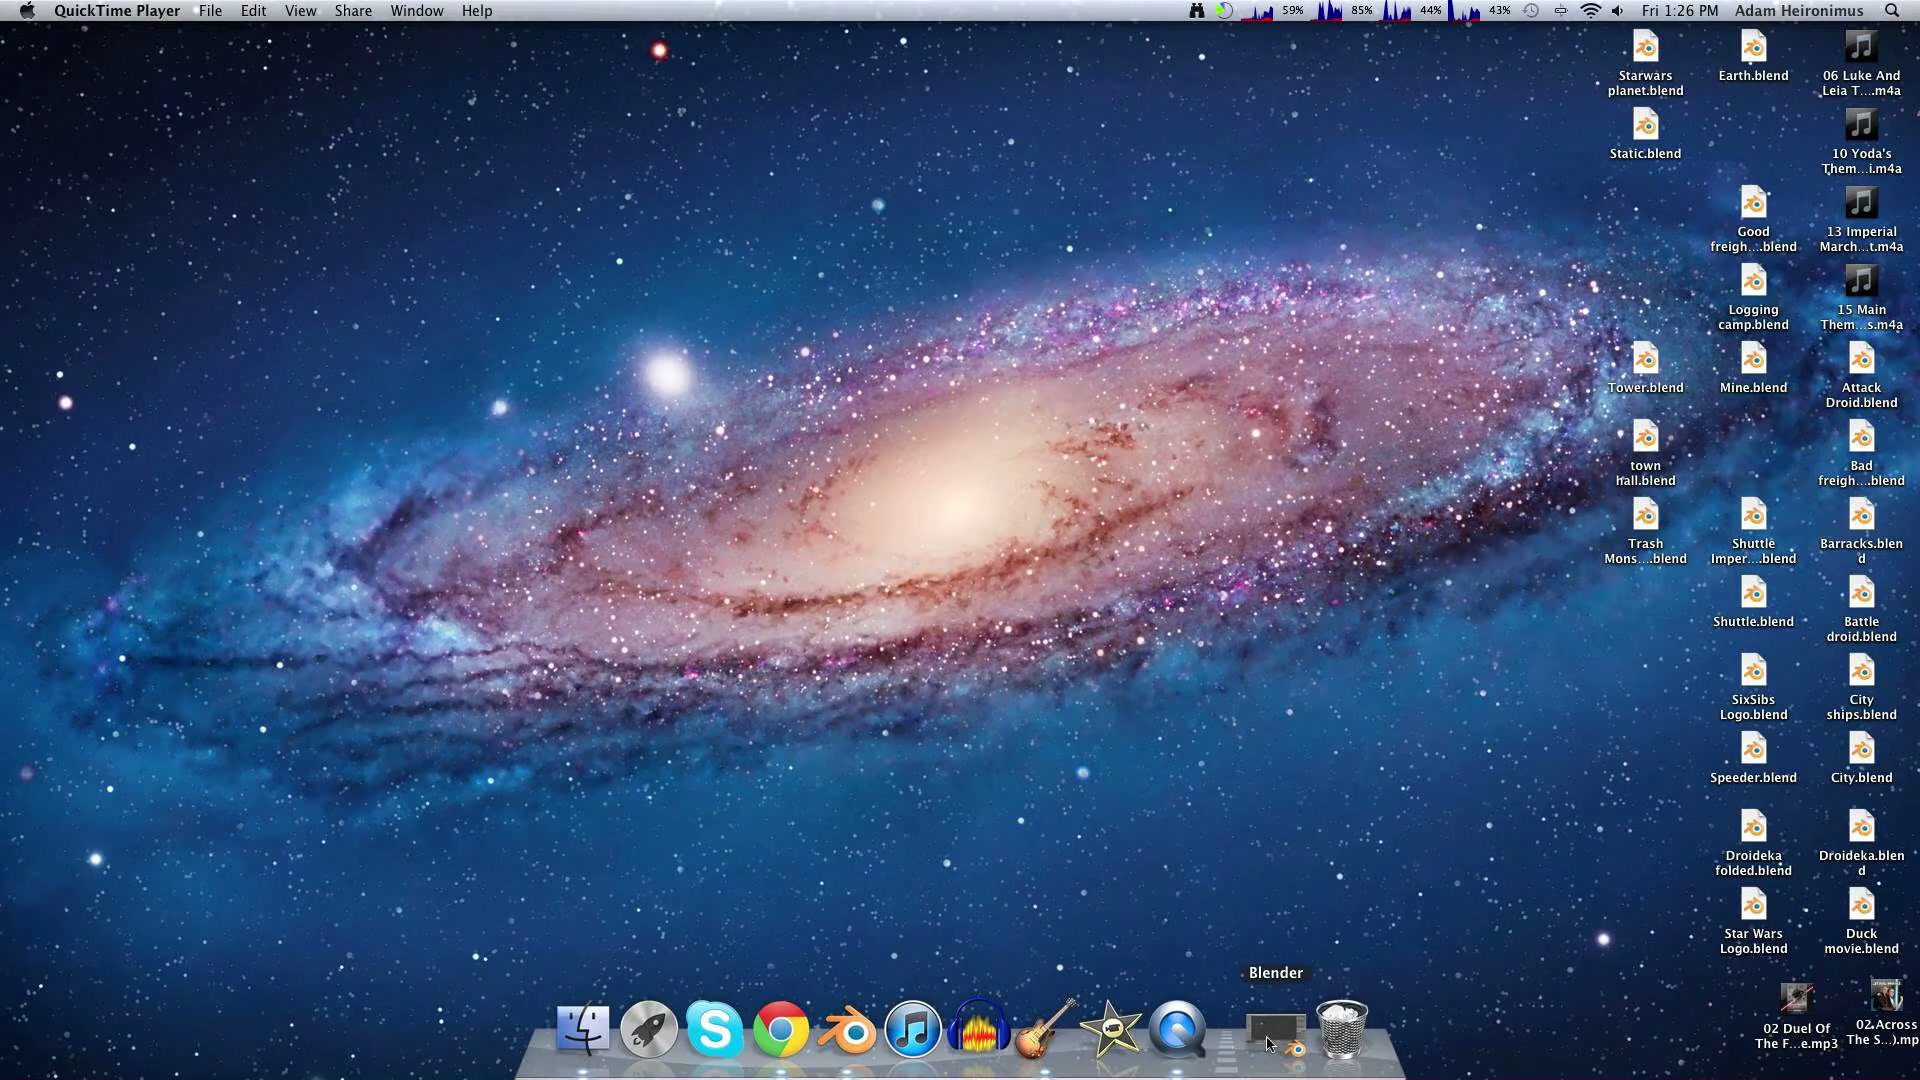 QuickTime Player File Edit View Share Window Help 59% 85% 44% 43% Fri 1:26 PM Adam Heironimus
Starwars
planet.blend
Earth.blend
06 Luke And
Leia T....m4a
Static.blend
10 Yoda's
Them...i.m4a
Good
freigh....blend
13 Imperial
March...t.m4a
Logging
camp.blend
15 Main
Them...s.m4a
Tower.blend
Mine.blend
Attack
Droid.blend
town
hall.blend
Bad
freigh....blend
Trash
Mons....blend
Shuttle
Imper....blend
Barracks.blen
d
Shuttle.blend
Battle
droid.blend
SixSibs
Logo.blend
City
ships.blend
Speeder.blend
City.blend
Droideka
folded.blend
Droideka.blen
d
Star Wars
Logo.blend
Duck
movie.blend
Blender
02 Duel Of
The F...e.mp3
02 Across
The S...).mp